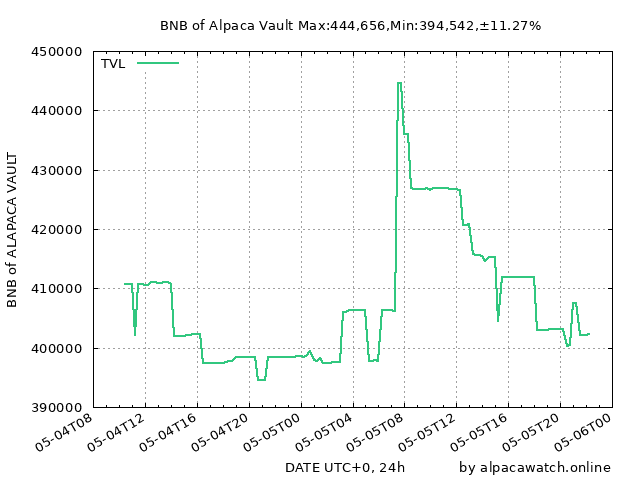 BNB of Alpaca Vault Max:444,656,Min:394,542,±11.27%
450000
TVL
440000
430000
420000
410000
400000
390000
BNB of ALAPACA VAULT
05-04T08
05-04T12
05-04T16
05-04T20
05-05T00
05-05T04
05-05T08
05-05T12
05-05T16
05-05T20
05-06T00
DATE UTC+0, 24h
by alpacawatch.online